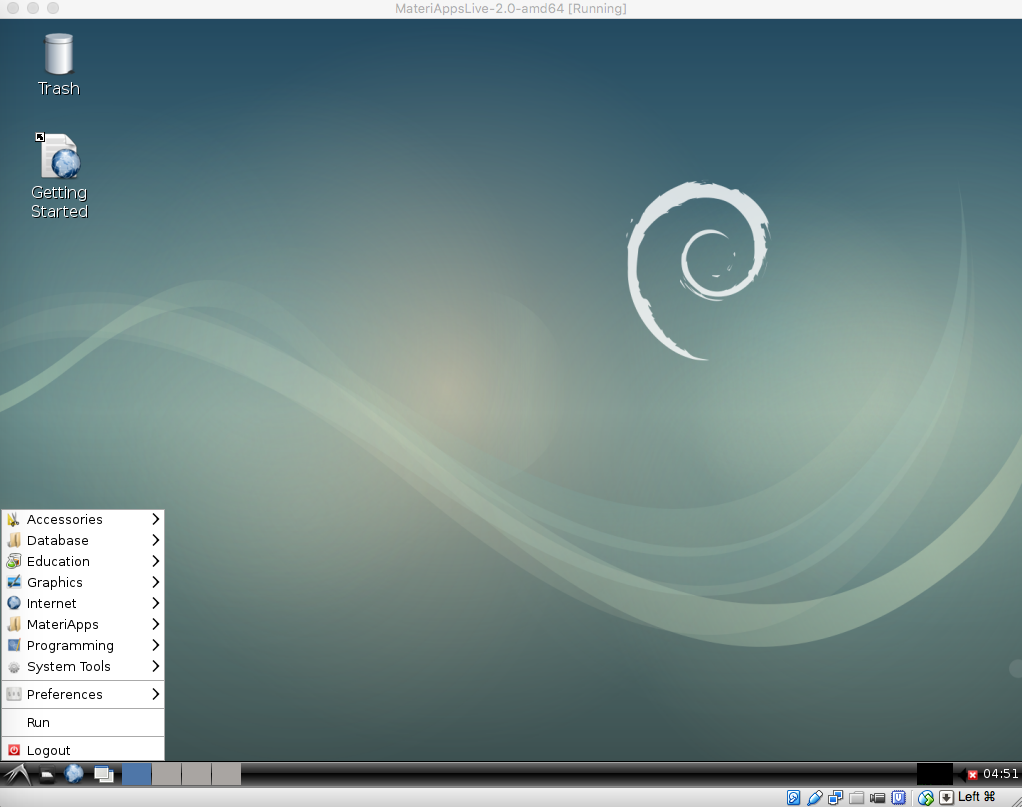 MateriAppsLive-2.0-amd64 [Running]
Trash
Getting
Started
Accessories
Database
Education
Graphics
Internet
MateriApps
Programming
System Tools
Preferences
Run
Logout
04:51
Left ⌘